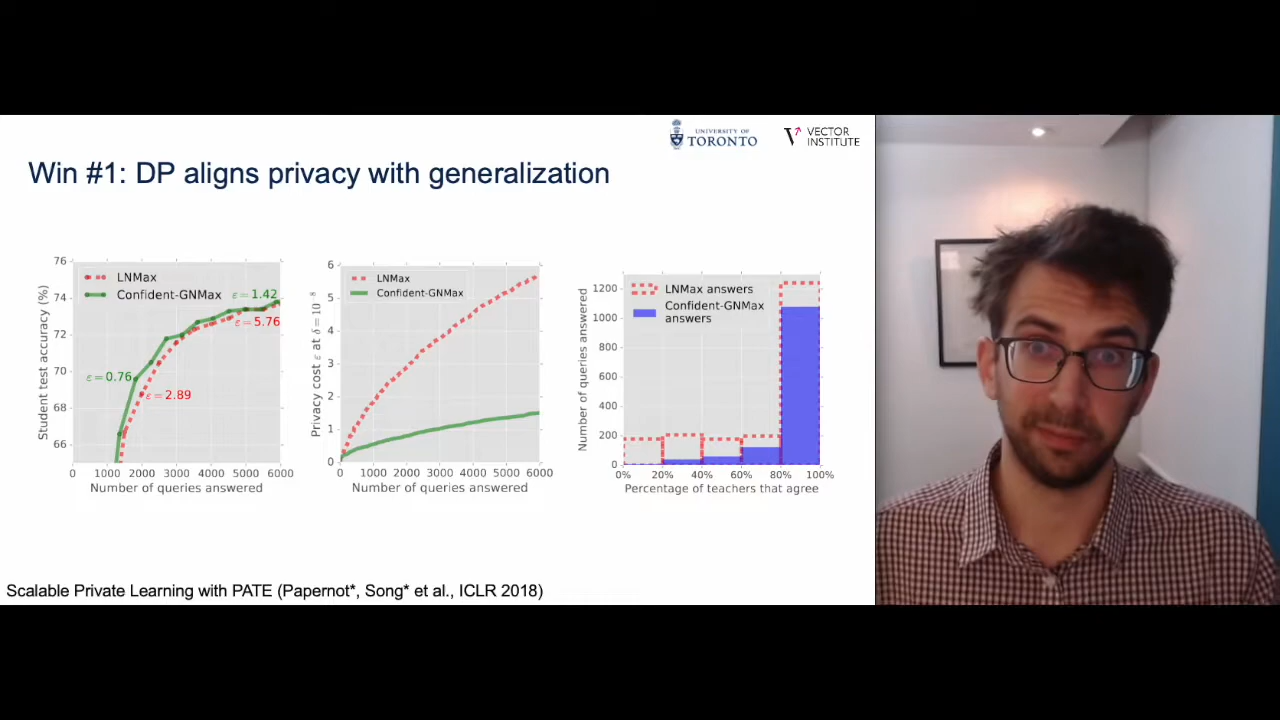 UNIVERSITY OF
TORONTO
VECTOR
INSTITUTE
Win #1: DP aligns privacy with generalization
76
74
72
70
68
66
Student test accuracy (%)
LNMax
Confident-GNMax
ε=1.42
ε=5.76
ε=0.76
ε=2.89
0 1000 2000 3000 4000 5000 6000
Number of queries answered
6
5
4
3
2
1
0
Privacy cost ε at δ=10⁻⁸
LNMax
Confident-GNMax
0 1000 2000 3000 4000 5000 6000
Number of queries answered
1200
1000
800
600
400
200
0
Number of queries answered
LNMax answers
Confident-GNMax
answers
0% 20% 40% 60% 80% 100%
Percentage of teachers that agree
Scalable Private Learning with PATE (Papernot*, Song* et al., ICLR 2018)